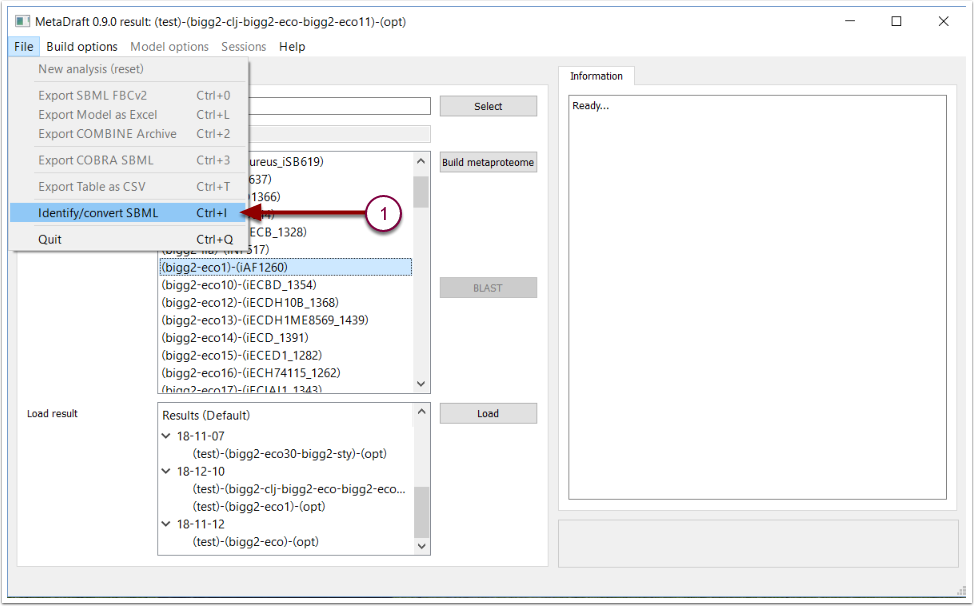 MetaDraft 0.9.0 result: (test)-(bigg2-clj-bigg2-eco-bigg2-eco11)-(opt)
File Build options Model options Sessions Help
New analysis (reset)
Export SBML FBCv2 Ctrl+0
Export Model as Excel Ctrl+L
Export COMBINE Archive Ctrl+2
Export COBRA SBML Ctrl+3
Export Table as CSV Ctrl+T
Identify/convert SBML Ctrl+I
Quit Ctrl+Q
1
Select
Build metaproteome
BLAST
ureus_iSB619)
637)
1366)
ECB_1328)
(bigg2-eco1)-(iAF1260)
(bigg2-eco10)-(iECBD_1354)
(bigg2-eco12)-(iECDH10B_1368)
(bigg2-eco13)-(iECDH1ME8569_1439)
(bigg2-eco14)-(iECD_1391)
(bigg2-eco15)-(iECED1_1282)
(bigg2-eco16)-(iECH74115_1262)
(bigg2-eco17)-(iECIAI1_1343)
Load result
Results (Default)
18-11-07
(test)-(bigg2-eco30-bigg2-sty)-(opt)
18-12-10
(test)-(bigg2-clj-bigg2-eco-bigg2-eco...
(test)-(bigg2-eco1)-(opt)
18-11-12
(test)-(bigg2-eco)-(opt)
Load
Information
Ready...